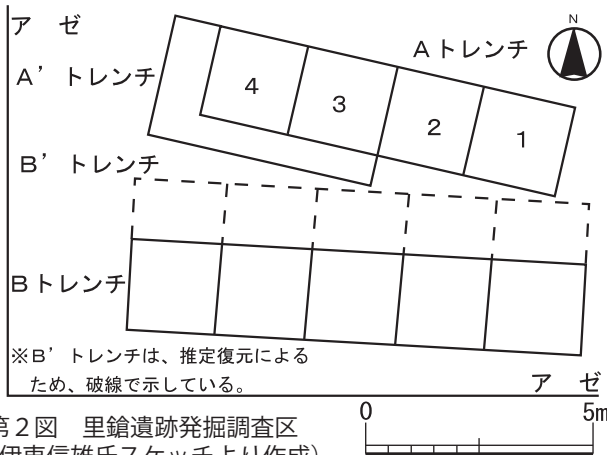 ア　ゼ
N
Aトレンチ
A’トレンチ
4
3
2
1
B’トレンチ
Bトレンチ
※B’トレンチは、推定復元による
ため、破線で示している。
ア　ゼ
第２図　里鎗遺跡発掘調査区
0
5m
伊東信雄氏スケッチより作成）